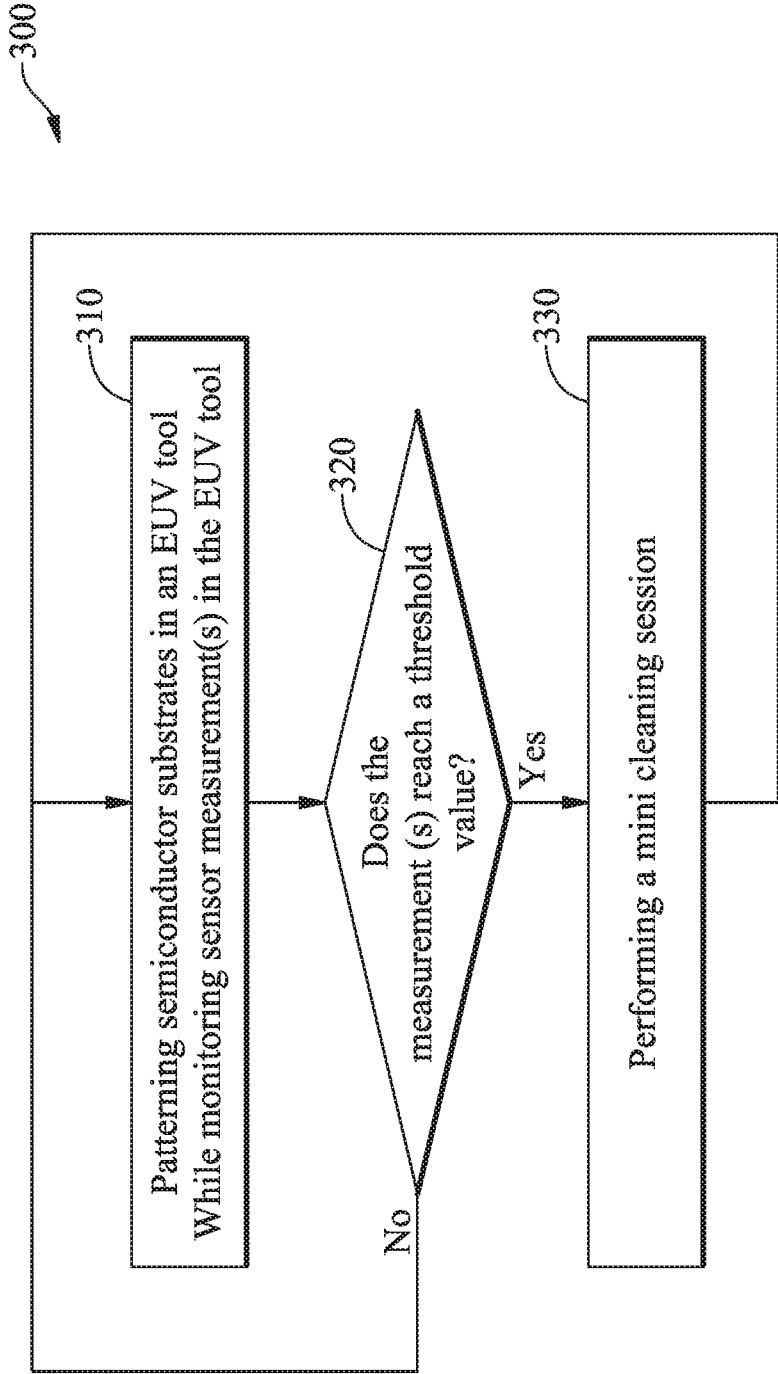 300
310
Patterning semiconductor substrates in an EUV tool
While monitoring sensor measurement(s) in the EUV tool
320
Does the
measurement (s) reach a threshold
value?
No
Yes
330
Performing a mini cleaning session